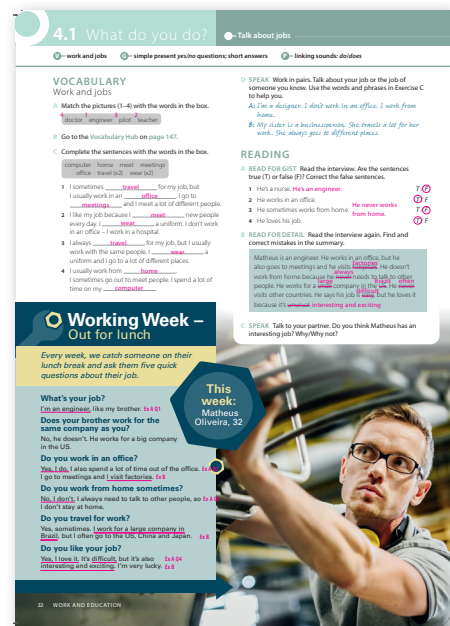 4.1 What do you do?
Talk about jobs
V work and jobs G simple present yes/no questions; short answers P linking sounds: do/does
VOCABULARY
Work and jobs
A Match the pictures (1–4) with the words in the box.
4 1 3 2
doctor engineer pilot teacher
B Go to the Vocabulary Hub on page 147.
C Complete the sentences with the words in the box.
computer home meet meetings
office travel (x2) wear (x2)
1 I sometimes travel for my job, but
I usually work in an office. I go to
meetings and I meet a lot of different people.
2 I like my job because I meet new people
every day. I wear a uniform. I don't work
in an office – I work in a hospital.
3 I always travel for my job, but I usually
work with the same people. I wear a
uniform and I go to a lot of different places.
4 I usually work from home.
I sometimes go out to meet people. I spend a lot of
time on my computer.
D SPEAK Work in pairs. Talk about your job or the job of
someone you know. Use the words and phrases in Exercise C
to help you.
A: I'm a designer. I don't work in an office. I work from
home.
B: My sister is a businessperson. She travels a lot for her
work. She always goes to different places.
READING
A READ FOR GIST Read the interview. Are the sentences
true (T) or false (F)? Correct the false sentences.
1 He's a nurse. He's an engineer. T F
2 He works in an office. T F
3 He sometimes works from home. He never works from home. T F
4 He loves his job. T F
B READ FOR DETAIL Read the interview again. Find and
correct mistakes in the summary.
Matheus is an engineer. He works in an office, but he
factories
also goes to meetings and he visits hospitals. He doesn't
always
work from home because he never needs to talk to other
large Brazil often
people. He works for a small company in the US. He never
difficult
visits other countries. He says his job is easy, but he loves it
because it's unusual. interesting and exciting
C SPEAK Talk to your partner. Do you think Matheus has an
interesting job? Why/Why not?
Working Week –
Out for lunch
Every week, we catch someone on their
lunch break and ask them five quick
questions about their job.
This
week:
Matheus
Oliveira, 32
What's your job?
I'm an engineer, like my brother. Ex A Q1
Does your brother work for the
same company as you?
No, he doesn't. He works for a big company
in the US.
Do you work in an office?
Yes, I do. I also spend a lot of time out of the office. Ex A
I go to meetings and I visit factories. Ex B
Do you work from home sometimes?
No, I don't. I always need to talk to other people, so Ex A
I don't stay at home.
Do you travel for work?
Yes, sometimes. I work for a large company in
Brazil, but I often go to the US, China and Japan. Ex B
Do you like your job?
Yes, I love it. It's difficult, but it's also Ex A Q4
interesting and exciting. I'm very lucky. Ex B
32 WORK AND EDUCATION